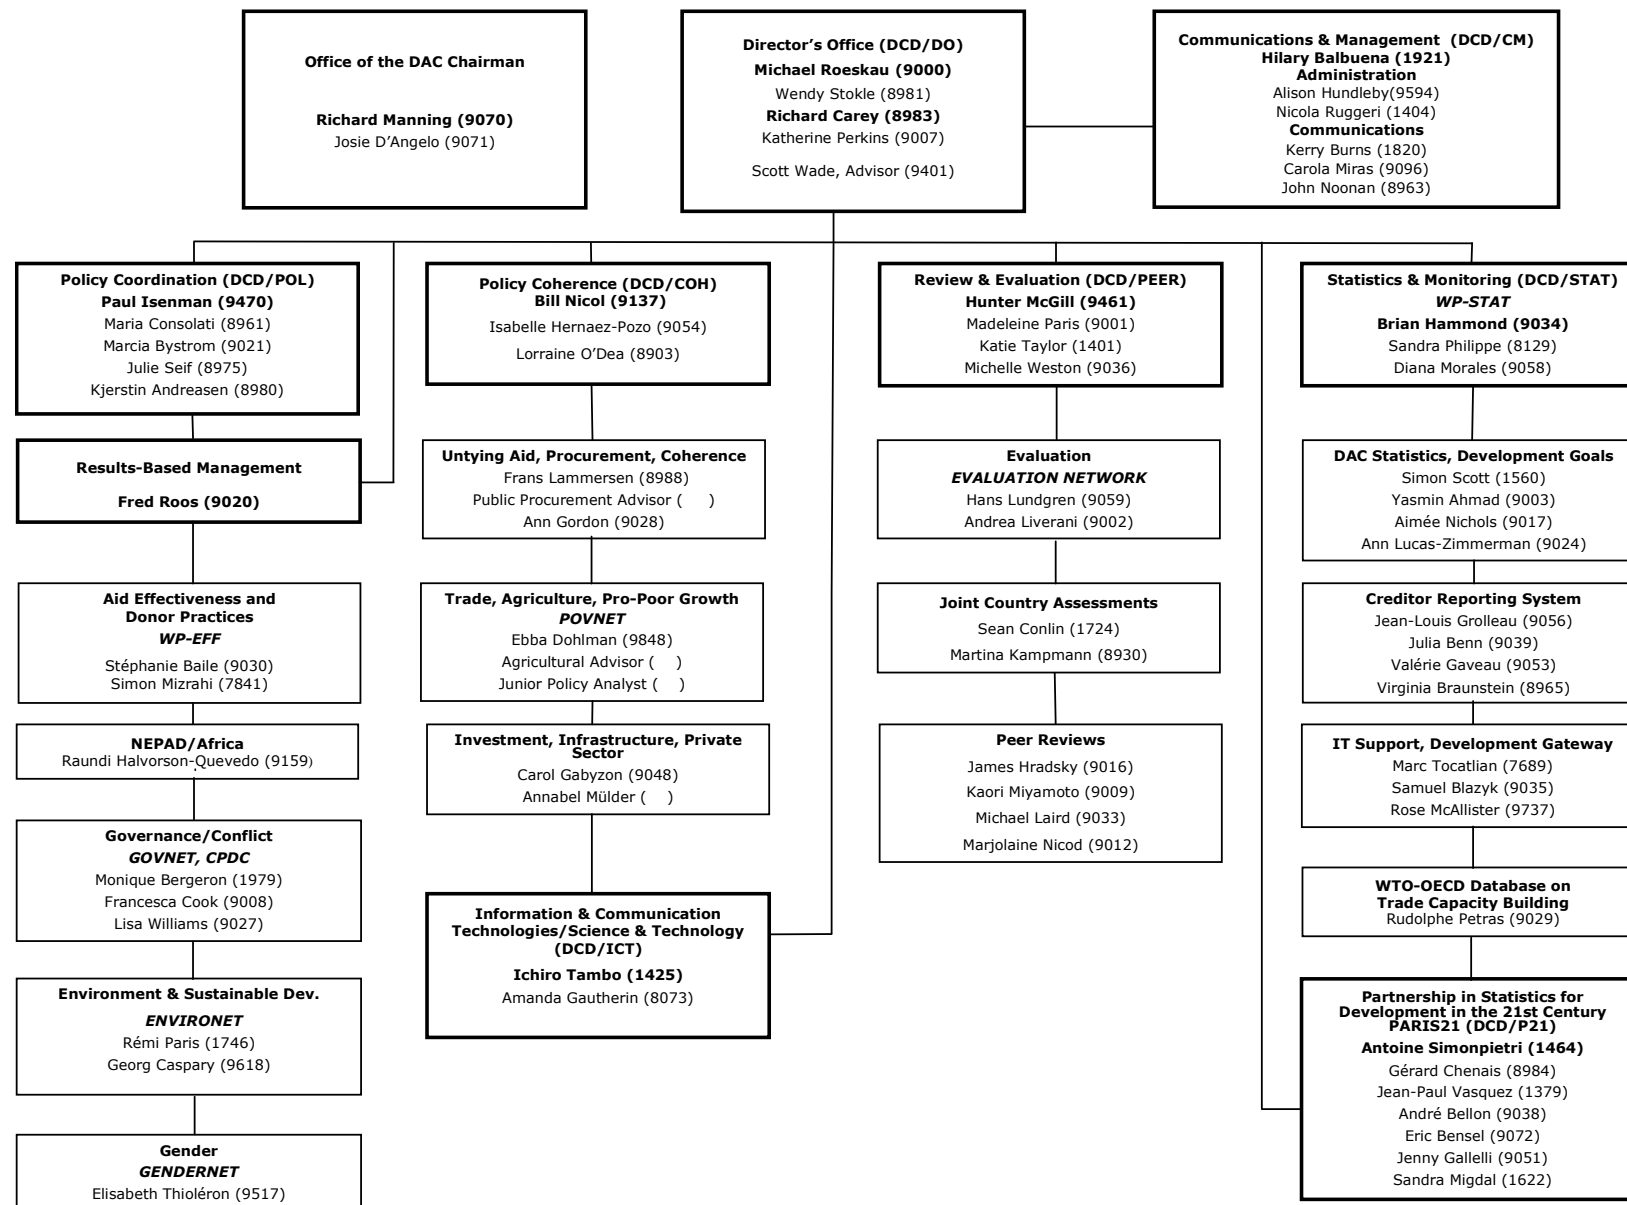 Office of the DAC Chairman
Richard Manning (9070)
Josie D’Angelo (9071)
Director’s Office (DCD/DO)
Michael Roeskau (9000)
Wendy Stokle (8981)
Richard Carey (8983)
Katherine Perkins (9007)
Scott Wade, Advisor (9401)
Communications & Management (DCD/CM)
Hilary Balbuena (1921)
Administration
Alison Hundleby(9594)
Nicola Ruggeri (1404)
Communications
Kerry Burns (1820)
Carola Miras (9096)
John Noonan (8963)
Policy Coordination (DCD/POL)
Paul Isenman (9470)
Maria Consolati (8961)
Marcia Bystrom (9021)
Julie Seif (8975)
Kjerstin Andreasen (8980)
Results-Based Management
Fred Roos (9020)
Aid Effectiveness and
Donor Practices
WP-EFF
Stéphanie Baile (9030)
Simon Mizrahi (7841)
NEPAD/Africa
Raundi Halvorson-Quevedo (9159)
Governance/Conflict
GOVNET, CPDC
Monique Bergeron (1979)
Francesca Cook (9008)
Lisa Williams (9027)
Environment & Sustainable Dev.
ENVIRONET
Rémi Paris (1746)
Georg Caspary (9618)
Gender
GENDERNET
Elisabeth Thioléron (9517)
Policy Coherence (DCD/COH)
Bill Nicol (9137)
Isabelle Hernaez-Pozo (9054)
Lorraine O’Dea (8903)
Untying Aid, Procurement, Coherence
Frans Lammersen (8988)
Public Procurement Advisor ( )
Ann Gordon (9028)
Trade, Agriculture, Pro-Poor Growth
POVNET
Ebba Dohlman (9848)
Agricultural Advisor ( )
Junior Policy Analyst ( )
Investment, Infrastructure, Private
Sector
Carol Gabyzon (9048)
Annabel Mülder ( )
Information & Communication
Technologies/Science & Technology
(DCD/ICT)
Ichiro Tambo (1425)
Amanda Gautherin (8073)
Review & Evaluation (DCD/PEER)
Hunter McGill (9461)
Madeleine Paris (9001)
Katie Taylor (1401)
Michelle Weston (9036)
Evaluation
EVALUATION NETWORK
Hans Lundgren (9059)
Andrea Liverani (9002)
Joint Country Assessments
Sean Conlin (1724)
Martina Kampmann (8930)
Peer Reviews
James Hradsky (9016)
Kaori Miyamoto (9009)
Michael Laird (9033)
Marjolaine Nicod (9012)
Statistics & Monitoring (DCD/STAT)
WP-STAT
Brian Hammond (9034)
Sandra Philippe (8129)
Diana Morales (9058)
DAC Statistics, Development Goals
Simon Scott (1560)
Yasmin Ahmad (9003)
Aimée Nichols (9017)
Ann Lucas-Zimmerman (9024)
Creditor Reporting System
Jean-Louis Grolleau (9056)
Julia Benn (9039)
Valérie Gaveau (9053)
Virginia Braunstein (8965)
IT Support, Development Gateway
Marc Tocatlian (7689)
Samuel Blazyk (9035)
Rose McAllister (9737)
WTO-OECD Database on
Trade Capacity Building
Rudolphe Petras (9029)
Partnership in Statistics for
Development in the 21st Century
PARIS21 (DCD/P21)
Antoine Simonpietri (1464)
Gérard Chenais (8984)
Jean-Paul Vasquez (1379)
André Bellon (9038)
Eric Bensel (9072)
Jenny Gallelli (9051)
Sandra Migdal (1622)